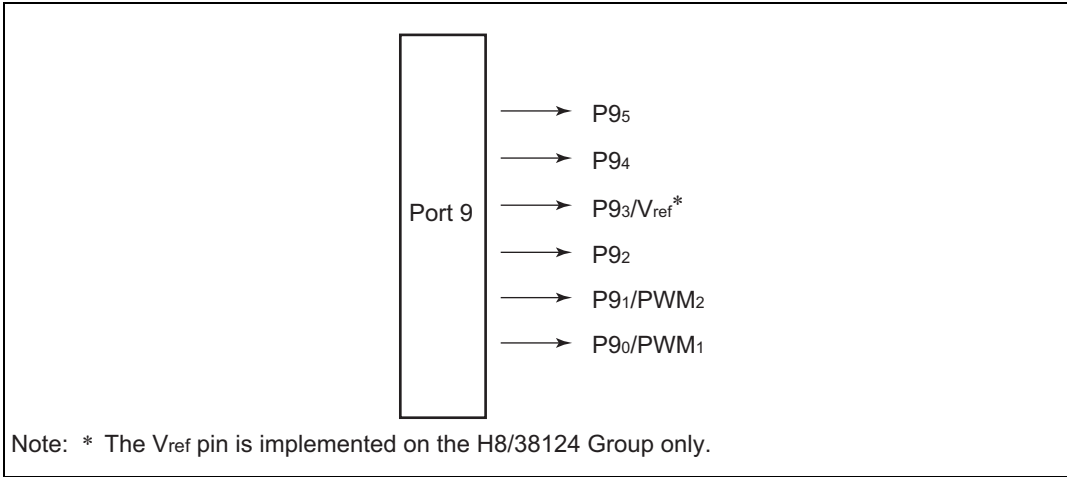 P95
P94
Port 9
P93/Vref*
P92
P91/PWM2
P90/PWM1
Note: * The Vref pin is implemented on the H8/38124 Group only.